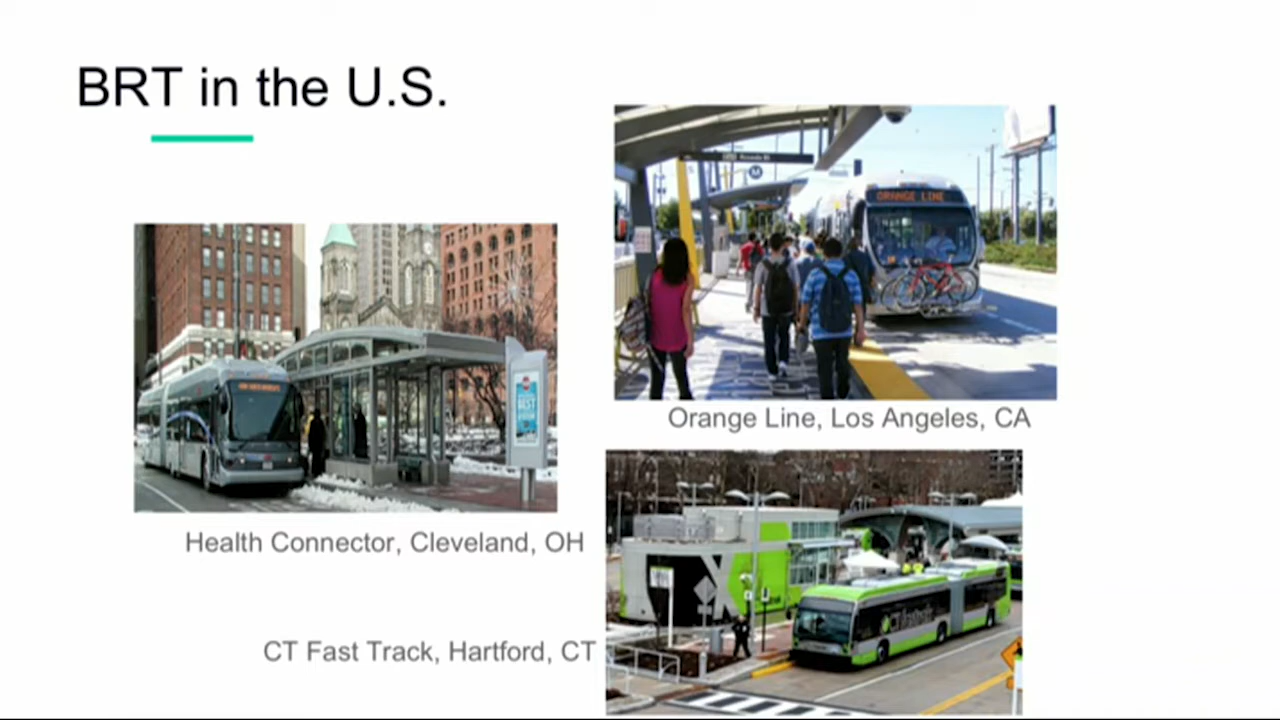 BRT in the U.S.
ORANGE LINE
Orange Line, Los Angeles, CA
BEST
Health Connector, Cleveland, OH
CT Fast Track, Hartford, CT